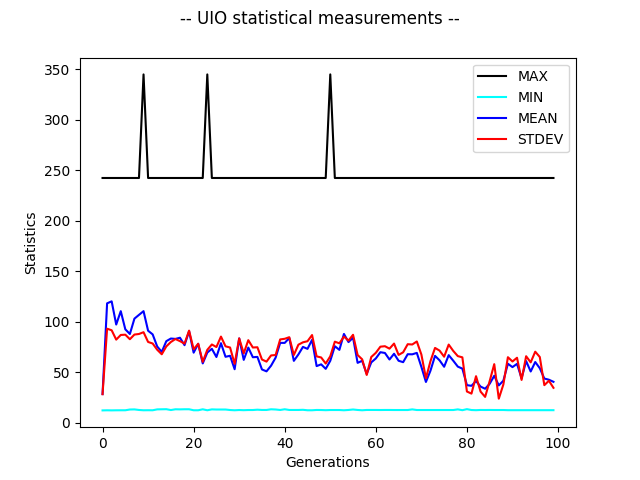 -- UIO statistical measurements --
350
300
250
200
150
100
50
0
Statistics
MAX
MIN
MEAN
STDEV
0 20 40 60 80 100
Generations